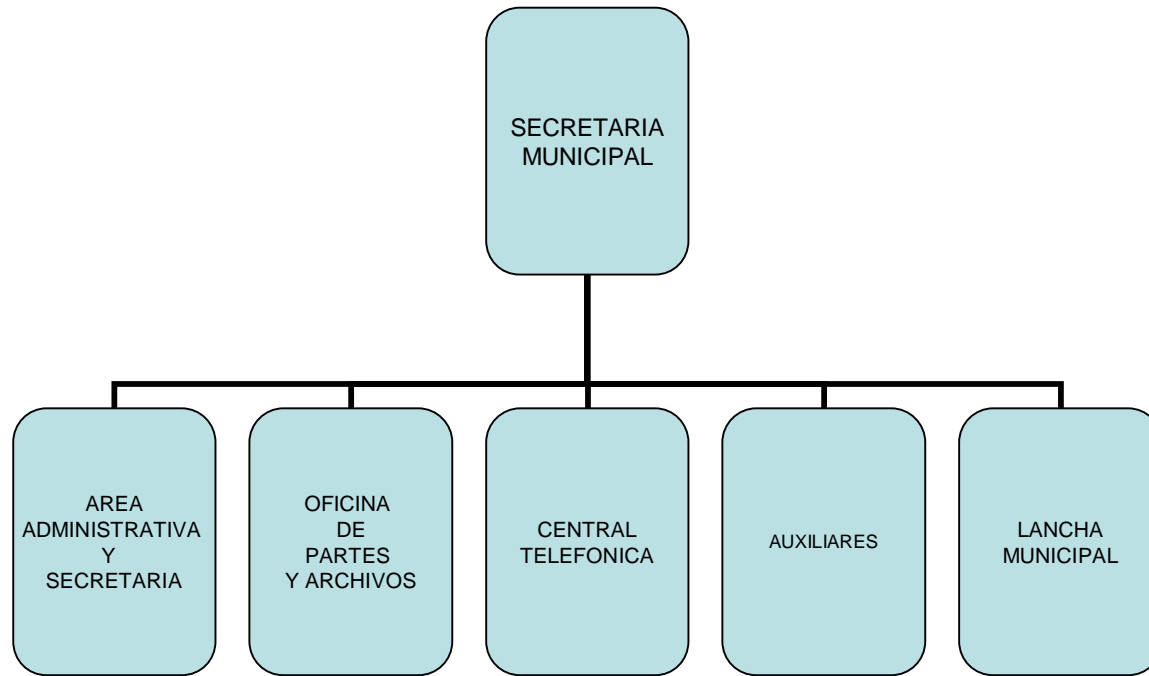 SECRETARIA
MUNICIPAL
AREA
ADMINISTRATIVA
Y
SECRETARIA
OFICINA
DE
PARTES
Y ARCHIVOS
CENTRAL
TELEFONICA
AUXILIARES
LANCHA
MUNICIPAL